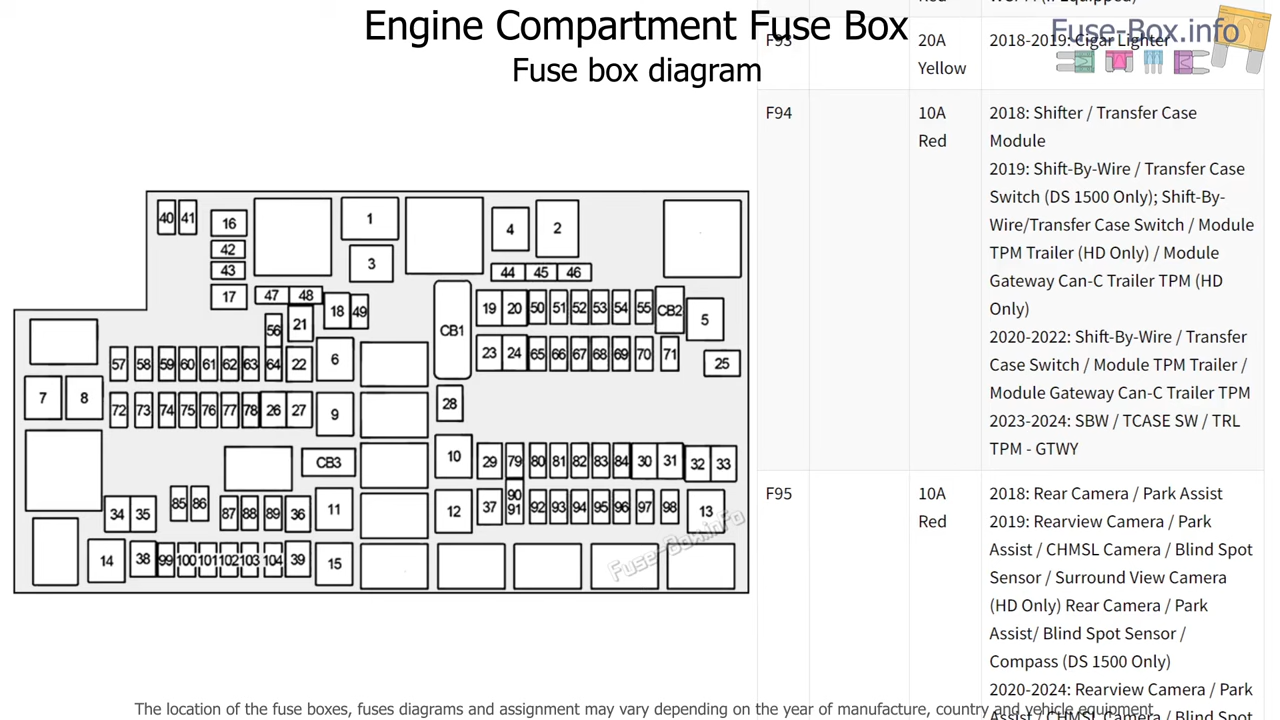 Engine Compartment Fuse Box
Fuse box diagram
Fuse-Box.info
F93 20A 2018-2019: Cigar Lighter
Yellow
F94 10A 2018: Shifter / Transfer Case
Red Module
2019: Shift-By-Wire / Transfer Case
Switch (DS 1500 Only); Shift-By-
Wire/Transfer Case Switch / Module
TPM Trailer (HD Only) / Module
Gateway Can-C Trailer TPM (HD
Only)
2020-2022: Shift-By-Wire / Transfer
Case Switch / Module TPM Trailer /
Module Gateway Can-C Trailer TPM
2023-2024: SBW / TCASE SW / TRL
TPM - GTWY
F95 10A 2018: Rear Camera / Park Assist
Red 2019: Rearview Camera / Park
Assist / CHMSL Camera / Blind Spot
Sensor / Surround View Camera
(HD Only) Rear Camera / Park
Assist/ Blind Spot Sensor /
Compass (DS 1500 Only)
2020-2024: Rearview Camera / Park
Assist / CHMSL Camera / Blind Spot
40 41 16 1 4 2
42
43 3 44 45 46
17 47 48 18 49 19 20 50 51 52 53 54 55 CB2 5
56 21 CB1
57 58 59 60 61 62 63 64 22 6 23 24 65 66 67 68 69 70 71 25
7 8 28
72 73 74 75 76 77 78 26 27 9
CB3 10 29 79 80 81 82 83 84 30 31 32 33
34 35 85 86 87 88 89 36 11 12 37 90 91 92 93 94 95 96 97 98 13
14 38 99 100 101 102 103 104 39 15
Fuse-Box.info
The location of the fuse boxes, fuses diagrams and assignment may vary depending on the year of manufacture, country and vehicle equipment